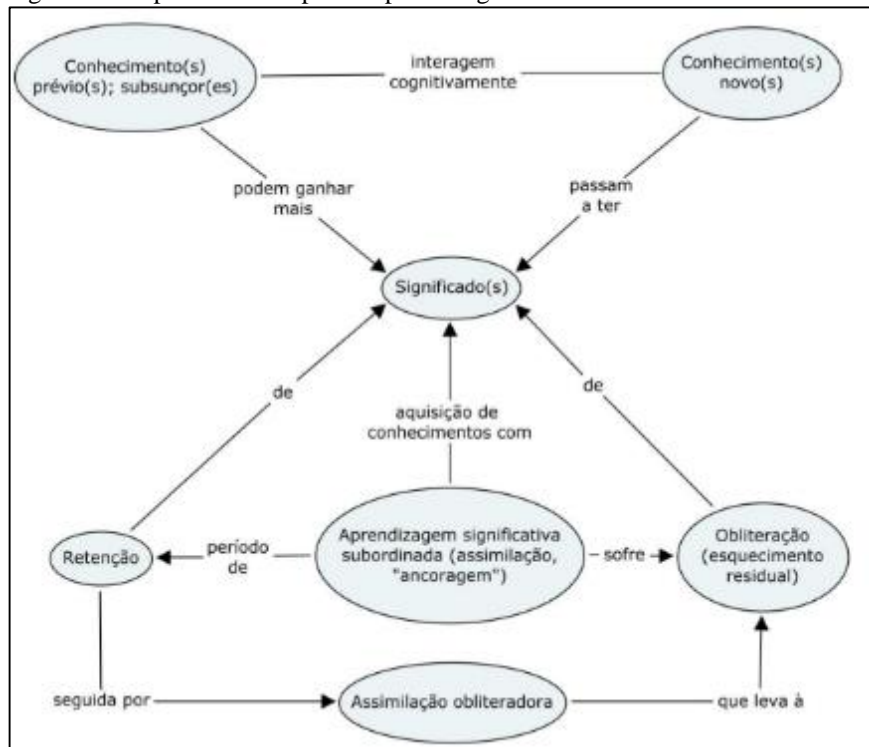 Conhecimento(s)
prévio(s); subsunçor(es)
interagem
cognitivamente
Conhecimento(s)
novo(s)
podem ganhar
mais
passam
a ter
Significado(s)
de
aquisição de
conhecimentos com
de
Retenção
período
de
Aprendizagem significativa
subordinada (assimilação,
"ancoragem")
sofre
Obliteração
(esquecimento
residual)
seguida por
Assimilação obliteradora
que leva à